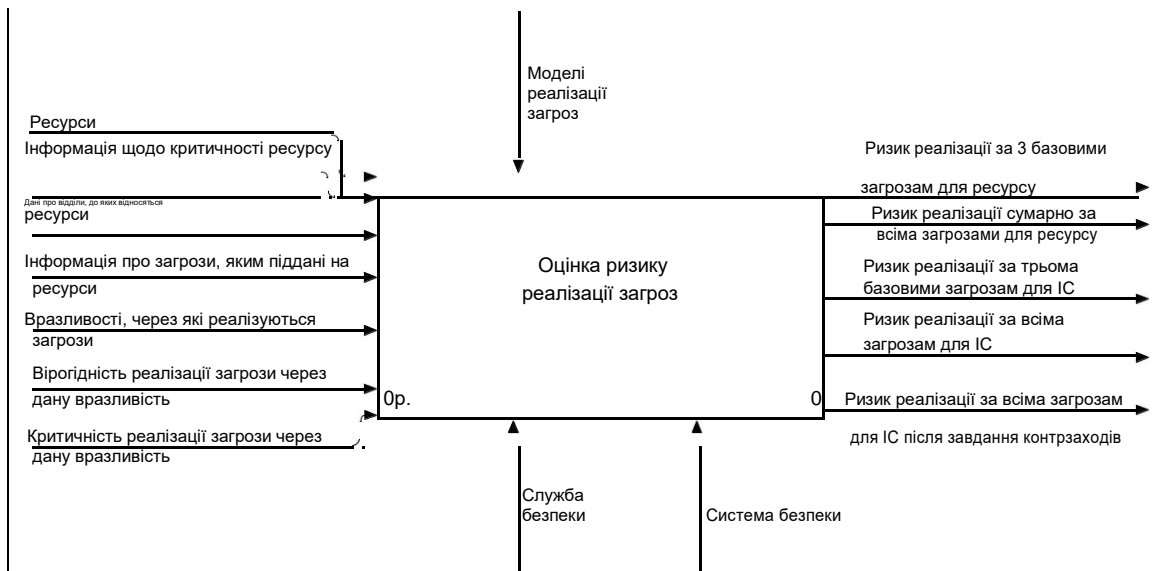 Моделі
реалізації
загроз
Ресурси
Інформація щодо критичності ресурсу
Дані про відділи, до яких відносяться
ресурси
Інформація про загрози, яким піддані на
ресурси
Вразливості, через які реалізуються
загрози
Вірогідність реалізації загрози через
дану вразливість
Критичність реалізації загрози через
дану вразливість
Оцінка ризику
реалізації загроз
0р.
0
Ризик реалізації за 3 базовими
загрозам для ресурсу
Ризик реалізації сумарно за
всіма загрозами для ресурсу
Ризик реалізації за трьома
базовими загрозам для ІС
Ризик реалізації за всіма
загрозам для ІС
Ризик реалізації за всіма загрозам
для ІС після завдання контрзаходів
Служба
безпеки
Система безпеки